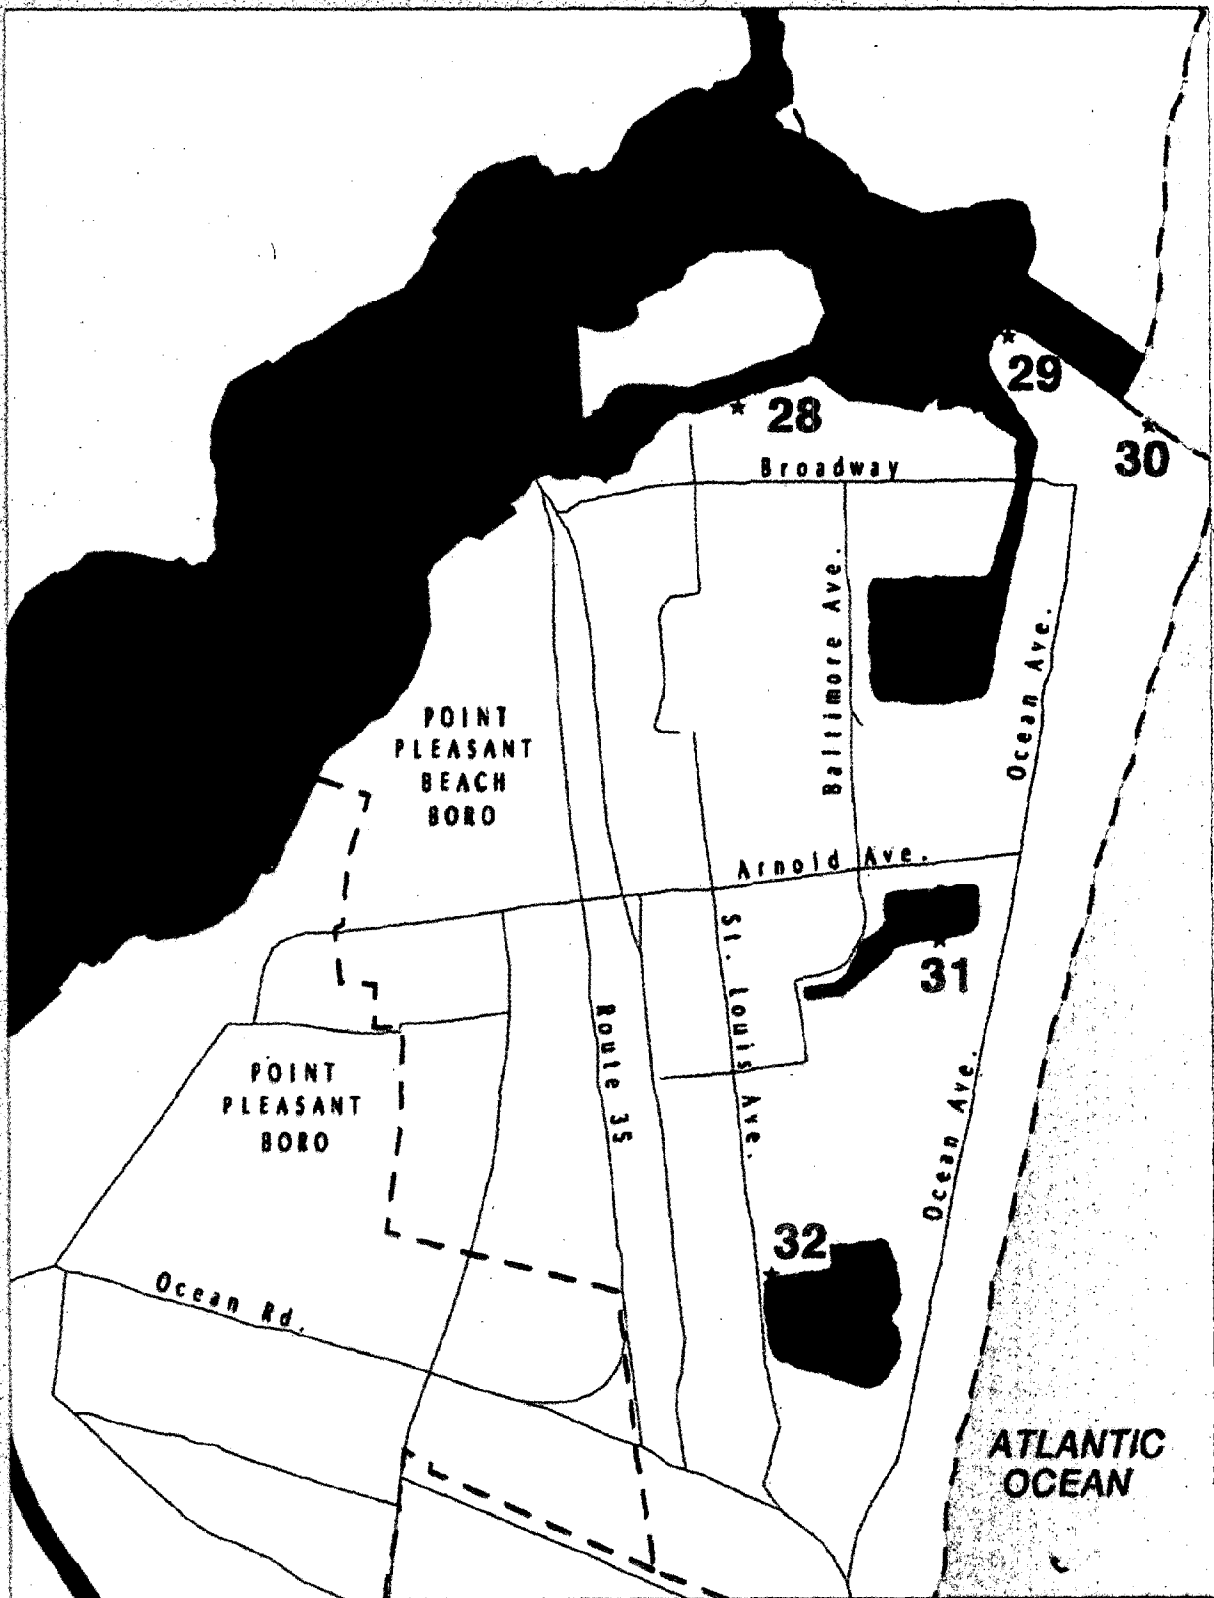 29
28
30
Broadway
Baltimore Ave.
Ocean Ave.
POINT
PLEASANT
BEACH
BORO
Arnold Ave.
St. Louis Ave.
31
Route 35
POINT
PLEASANT
BORO
Ocean Ave.
32
Ocean Rd.
ATLANTIC
OCEAN